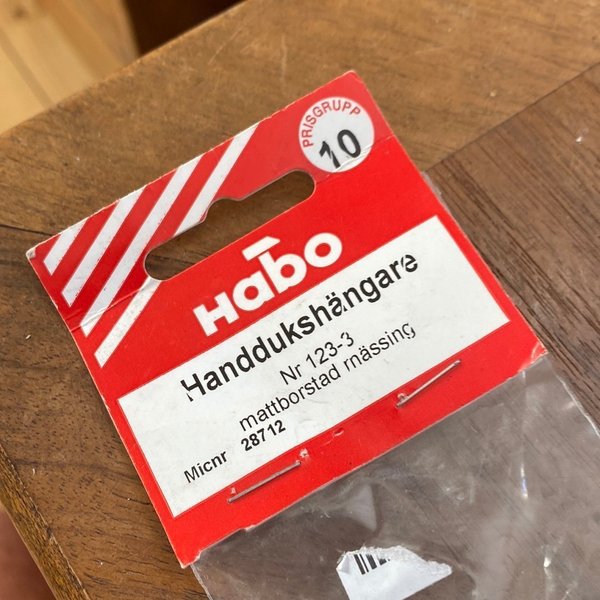 PRISGRUPP
10
Habo
Handdukshängare
Nr 123-3
mattborstad mässing
Micnr 28712